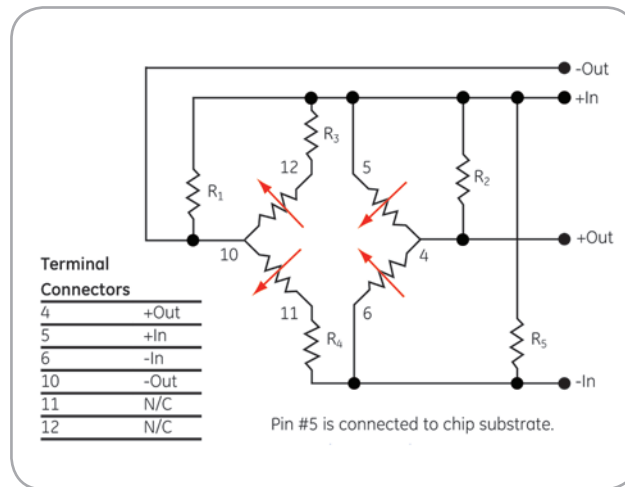 -Out
+In
R3
12
5
R1
R2
10
4
+Out
Terminal
Connectors
4 +Out
5 +In
6 -In
10 -Out
11 N/C
12 N/C
11
6
R4
R5
-In
Pin #5 is connected to chip substrate.